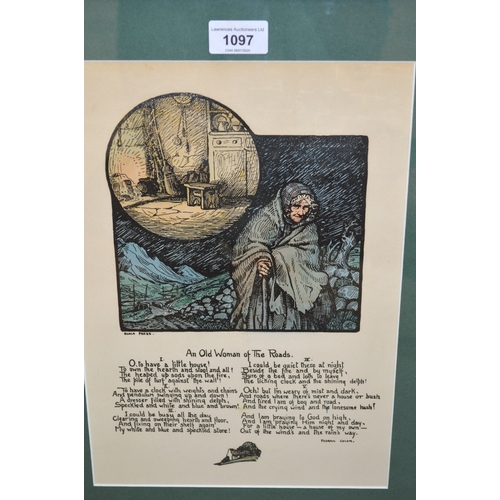 Lawrences Auctioneers Ltd
1097
CUALA PRESS.
An Old Woman of The Roads.
I
O, to have a little house!
To own the hearth and stool and all!
The heaped up sods upon the fire,
The pile of turf against the wall!
To have a clock with weights and chains
And pendulum swinging up and down!
A dresser filled with shining delph,
Speckled and white and blue and brown!
I could be busy all the day
Clearing and sweeping hearth and floor,
And fixing on their shelf again
My white and blue and speckled store!
I could be quiet there at night
Beside the fire and by myself,
Sure of a bed, and loth to leave
The ticking clock and the shining delph!
Och! but I'm weary of mist and dark,
And roads where there's never a house or bush
And tired I am of bog and road,
And the crying wind and the lonesome hush!
And I am praying to God on high,
And I am praying Him night and day,
For a little house – a house of my own –
Out of the wind's and the rain's way.
PADRAIC COLUM.